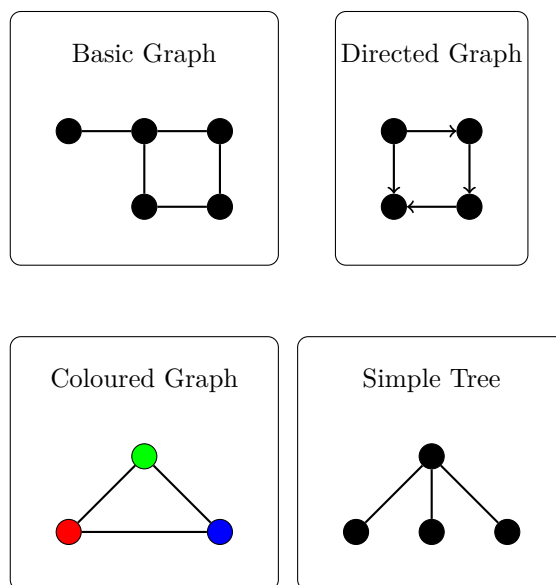 Basic Graph
Directed Graph
Coloured Graph
Simple Tree